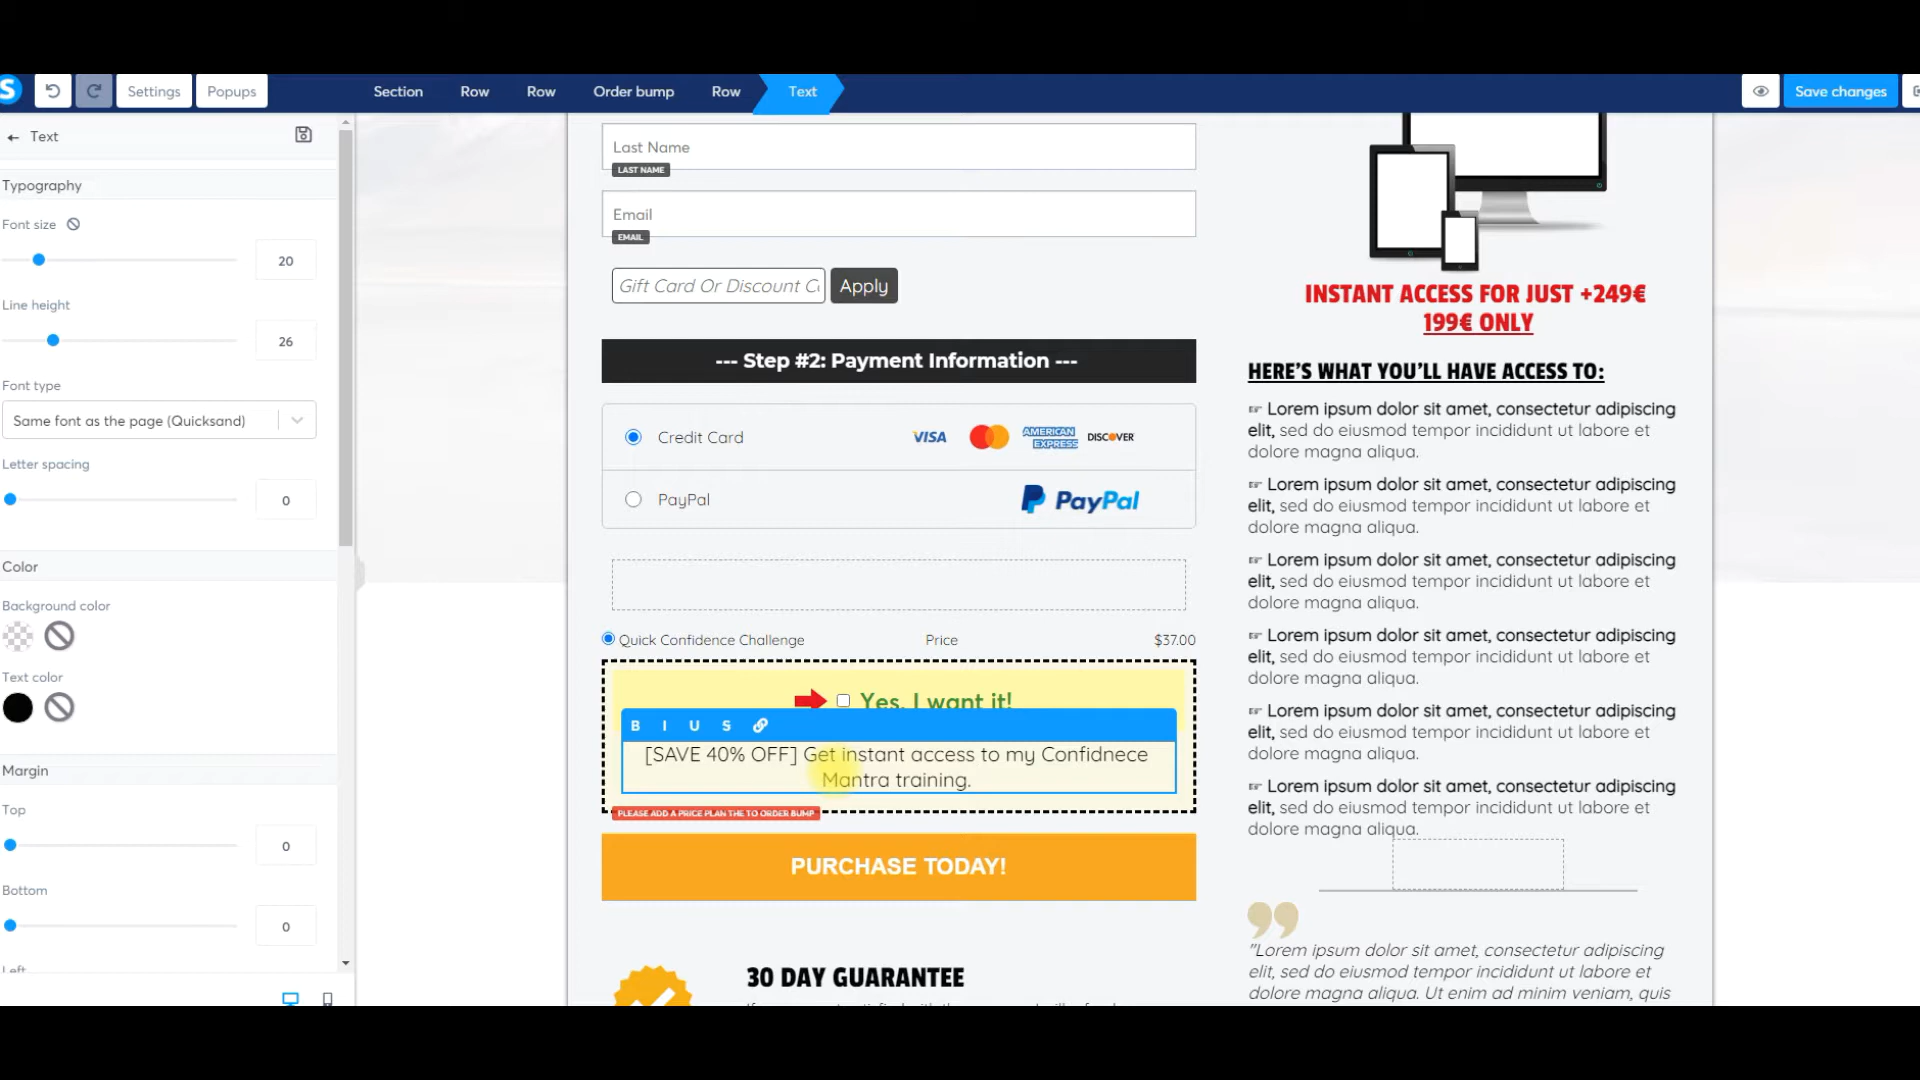 S Settings Popups Section Row Row Order bump Row Text Save changes
Text
Typography
Font size
20
Line height
26
Font type
Same font as the page (Quicksand)
Letter spacing
0
Color
Background color
Text color
Margin
Top
0
Bottom
0
Left
Last Name
LAST NAME
Email
EMAIL
Gift Card Or Discount C
Apply
--- Step #2: Payment Information ---
Credit Card VISA AMERICAN EXPRESS DISCOVER
PayPal PayPal
Quick Confidence Challenge Price $37.00
Yes, I want it!
B I U S
[SAVE 40% OFF] Get instant access to my Confidnece
Mantra training.
PLEASE ADD A PRICE PLAN THE TO ORDER BUMP
PURCHASE TODAY!
30 DAY GUARANTEE
INSTANT ACCESS FOR JUST +249€
199€ ONLY
HERE'S WHAT YOU'LL HAVE ACCESS TO:
☞ Lorem ipsum dolor sit amet, consectetur adipiscing
elit, sed do eiusmod tempor incididunt ut labore et
dolore magna aliqua.
☞ Lorem ipsum dolor sit amet, consectetur adipiscing
elit, sed do eiusmod tempor incididunt ut labore et
dolore magna aliqua.
☞ Lorem ipsum dolor sit amet, consectetur adipiscing
elit, sed do eiusmod tempor incididunt ut labore et
dolore magna aliqua.
☞ Lorem ipsum dolor sit amet, consectetur adipiscing
elit, sed do eiusmod tempor incididunt ut labore et
dolore magna aliqua.
☞ Lorem ipsum dolor sit amet, consectetur adipiscing
elit, sed do eiusmod tempor incididunt ut labore et
dolore magna aliqua.
☞ Lorem ipsum dolor sit amet, consectetur adipiscing
elit, sed do eiusmod tempor incididunt ut labore et
dolore magna aliqua.
"Lorem ipsum dolor sit amet, consectetur adipiscing
elit, sed do eiusmod tempor incididunt ut labore et
dolore magna aliqua. Ut enim ad minim veniam, quis